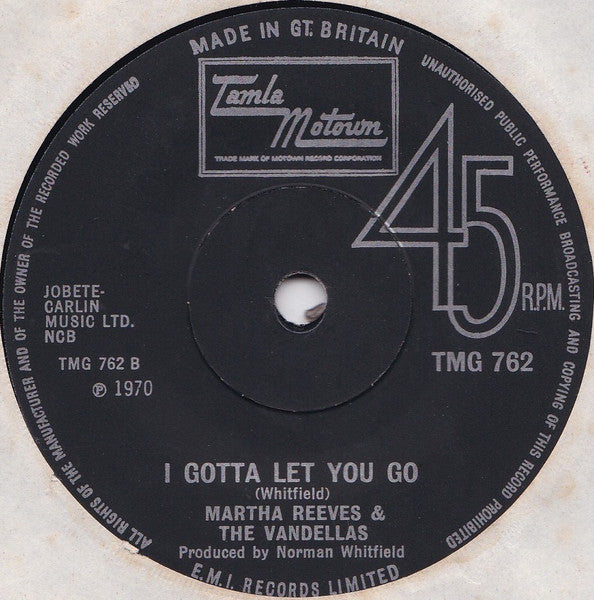 MADE IN GT. BRITAIN
UNAUTHORISED PUBLIC PERFORMANCE BROADCASTING AND COPYING OF THIS RECORD PROHIBITED
ALL RIGHTS OF THE MANUFACTURER AND OF THE OWNER OF THE RECORDED WORK RESERVED
Tamla
Motown
TRADE MARK OF MOTOWN RECORD CORPORATION
45
R.P.M.
JOBETE-
CARLIN
MUSIC LTD.
NCB
TMG 762 B
℗ 1970
TMG 762
I GOTTA LET YOU GO
(Whitfield)
MARTHA REEVES &
THE VANDELLAS
Produced by Norman Whitfield
E.M.I. RECORDS LIMITED